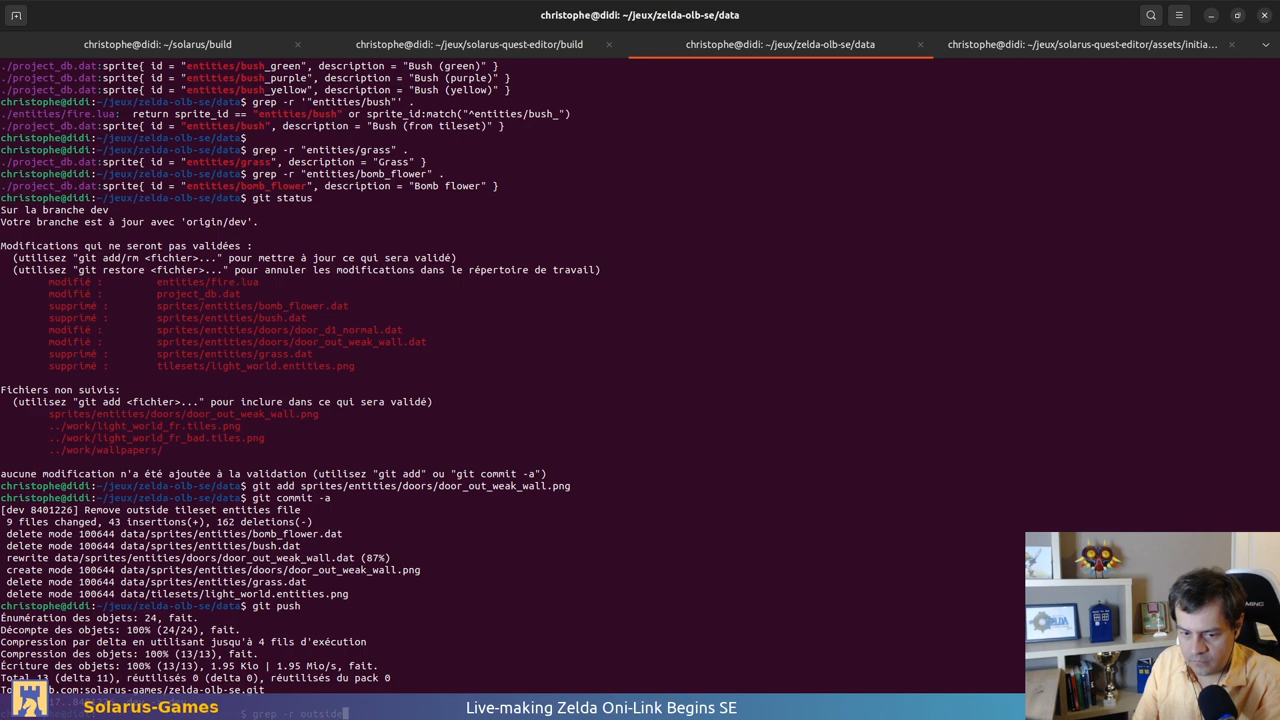 christophe@didi: ~/jeux/zelda-olb-se/data
christophe@didi: ~/solarus/build
christophe@didi: ~/jeux/solarus-quest-editor/build
christophe@didi: ~/jeux/zelda-olb-se/data
christophe@didi: ~/jeux/solarus-quest-editor/assets/initia...
./project_db.dat:sprite{ id = "entities/bush_green", description = "Bush (green)" }
./project_db.dat:sprite{ id = "entities/bush_purple", description = "Bush (purple)" }
./project_db.dat:sprite{ id = "entities/bush_yellow", description = "Bush (yellow)" }
christophe@didi:~/jeux/zelda-olb-se/data$ grep -r '"entities/bush"' .
./entities/fire.lua:  return sprite_id == "entities/bush" or sprite_id:match("^entities/bush_")
./project_db.dat:sprite{ id = "entities/bush", description = "Bush (from tileset)" }
christophe@didi:~/jeux/zelda-olb-se/data$
christophe@didi:~/jeux/zelda-olb-se/data$ grep -r "entities/grass" .
./project_db.dat:sprite{ id = "entities/grass", description = "Grass" }
christophe@didi:~/jeux/zelda-olb-se/data$ grep -r "entities/bomb_flower" .
./project_db.dat:sprite{ id = "entities/bomb_flower", description = "Bomb flower" }
christophe@didi:~/jeux/zelda-olb-se/data$ git status
Sur la branche dev
Votre branche est à jour avec 'origin/dev'.
Modifications qui ne seront pas validées :
(utilisez "git add/rm <fichier>..." pour mettre à jour ce qui sera validé)
(utilisez "git restore <fichier>..." pour annuler les modifications dans le répertoire de travail)
modifié :         entities/fire.lua
modifié :         project_db.dat
supprimé :        sprites/entities/bomb_flower.dat
supprimé :        sprites/entities/bush.dat
modifié :         sprites/entities/doors/door_d1_normal.dat
modifié :         sprites/entities/doors/door_out_weak_wall.dat
supprimé :        sprites/entities/grass.dat
supprimé :        tilesets/light_world.entities.png
Fichiers non suivis:
(utilisez "git add <fichier>..." pour inclure dans ce qui sera validé)
sprites/entities/doors/door_out_weak_wall.png
../work/light_world_fr.tiles.png
../work/light_world_fr_bad.tiles.png
../work/wallpapers/
aucune modification n'a été ajoutée à la validation (utilisez "git add" ou "git commit -a")
christophe@didi:~/jeux/zelda-olb-se/data$ git add sprites/entities/doors/door_out_weak_wall.png
christophe@didi:~/jeux/zelda-olb-se/data$ git commit -a
[dev 8401226] Remove outside tileset entities file
9 files changed, 43 insertions(+), 162 deletions(-)
delete mode 100644 data/sprites/entities/bomb_flower.dat
delete mode 100644 data/sprites/entities/bush.dat
rewrite data/sprites/entities/doors/door_out_weak_wall.dat (87%)
create mode 100644 data/sprites/entities/doors/door_out_weak_wall.png
delete mode 100644 data/sprites/entities/grass.dat
delete mode 100644 data/tilesets/light_world.entities.png
christophe@didi:~/jeux/zelda-olb-se/data$ git push
Énumération des objets: 24, fait.
Décompte des objets: 100% (24/24), fait.
Compression par delta en utilisant jusqu'à 4 fils d'exécution
Compression des objets: 100% (13/13), fait.
Écriture des objets: 100% (13/13), 1.95 Kio | 1.95 Mio/s, fait.
Total 13 (delta 11), réutilisés 0 (delta 0), réutilisés du pack 0
To com:solarus-games/zelda-olb-se.git
grep -r outside
Solarus-Games
Live-making Zelda Oni-Link Begins SE